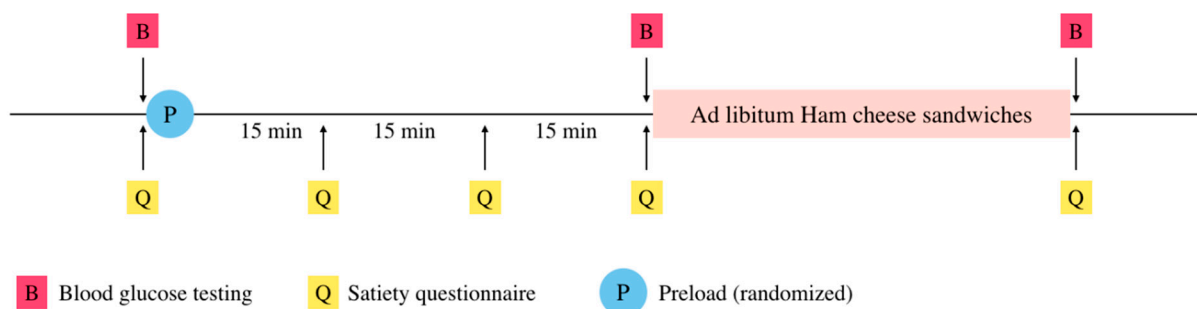 B B B
P Ad libitum Ham cheese sandwiches
15 min 15 min 15 min
Q Q Q Q Q
B Blood glucose testing Q Satiety questionnaire P Preload (randomized)